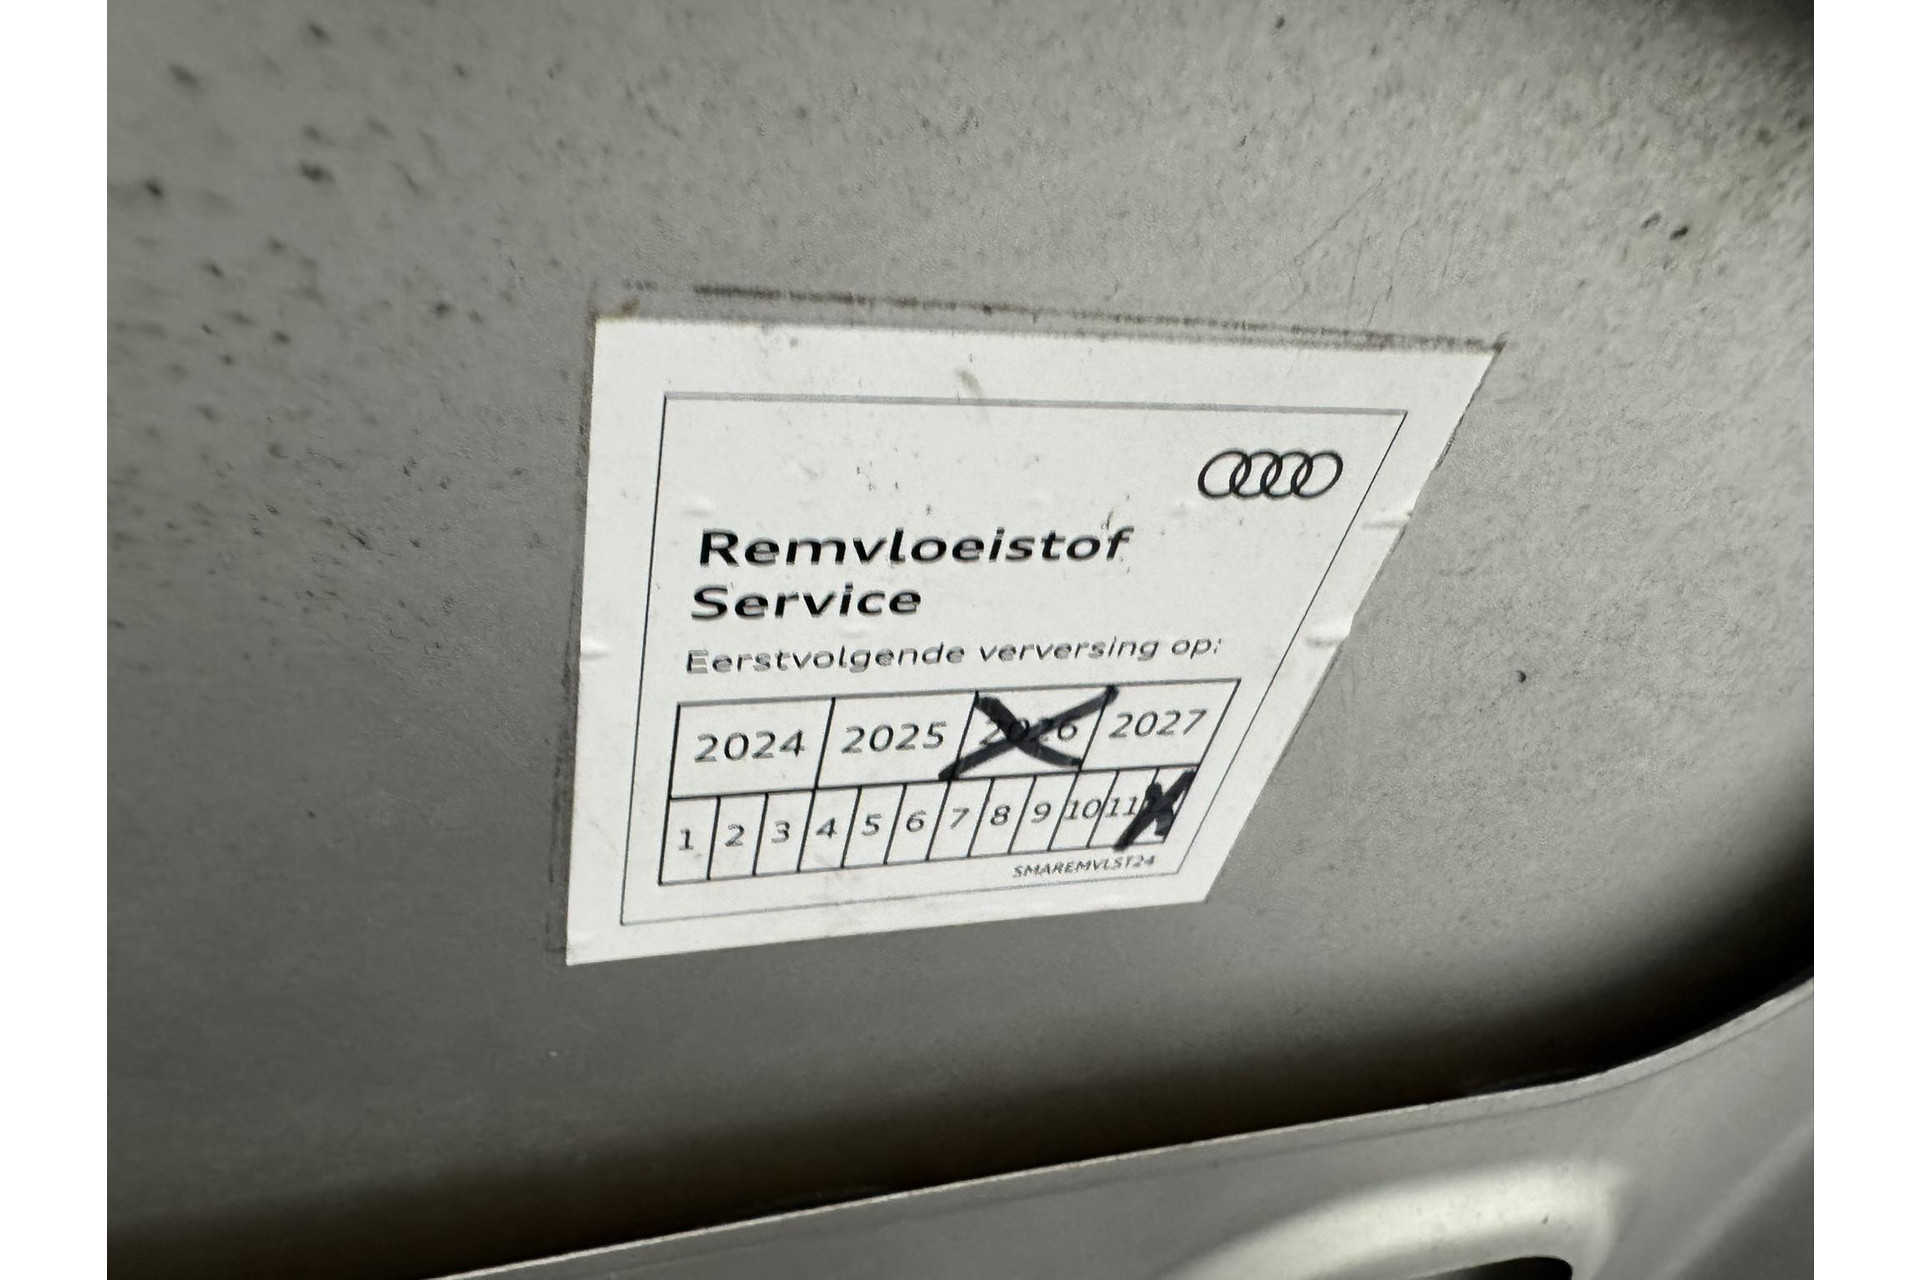 Remvloeistof
Service
Eerstvolgende verversing op:
2024 2025 2026 2027
1 2 3 4 5 6 7 8 9 10 11
SMAREMVLST24